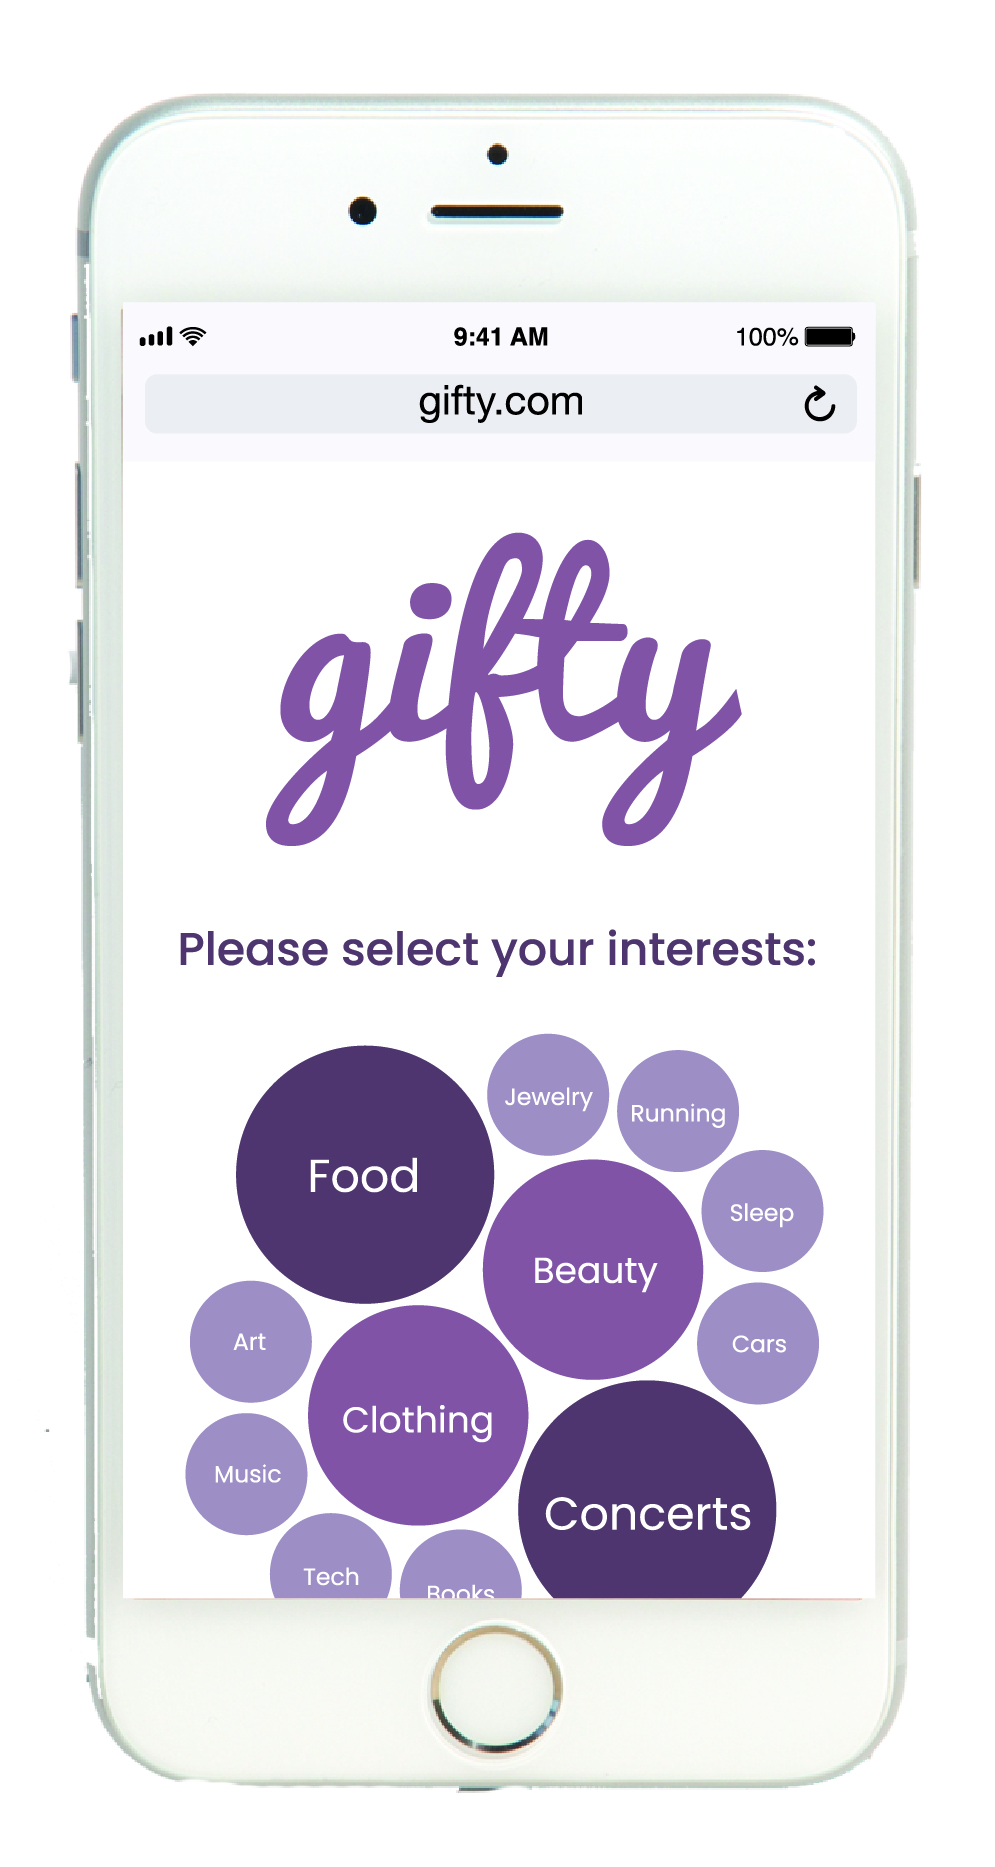 9:41 AM
100%
gifty.com
gifty
Please select your interests:
Jewelry
Running
Food
Sleep
Beauty
Art
Cars
Clothing
Music
Concerts
Tech
Books